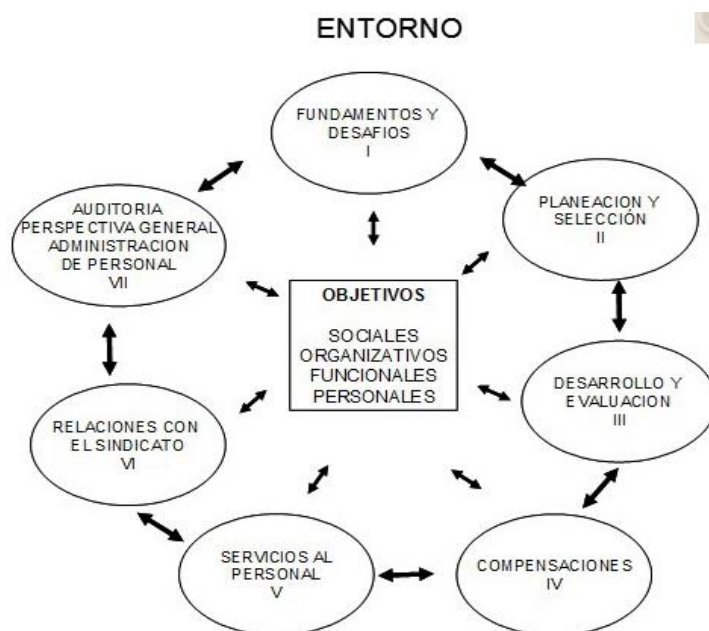 ENTORNO
FUNDAMENTOS Y
DESAFIOS
I
PLANEACION Y
SELECCIÓN
II
DESARROLLO Y
EVALUACION
III
COMPENSACIONES
IV
SERVICIOS AL
PERSONAL
V
RELACIONES CON
EL SINDICATO
VI
AUDITORIA
PERSPECTIVA GENERAL
ADMINISTRACION
DE PERSONAL
VII
OBJETIVOS
SOCIALES
ORGANIZATIVOS
FUNCIONALES
PERSONALES